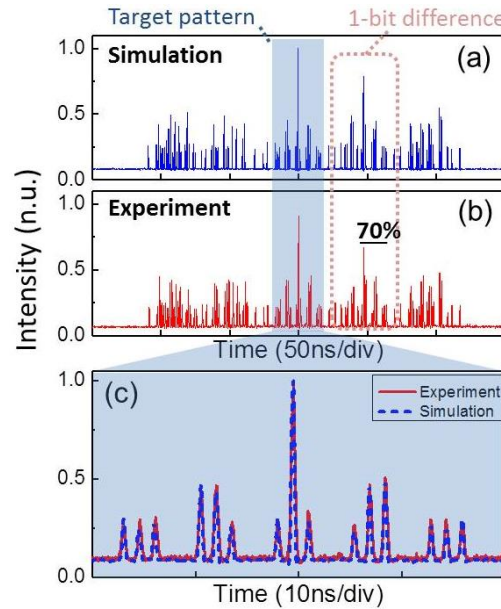 Target pattern
1-bit difference
1.0
Simulation
(a)
0.5
0.0
Experiment
(b)
1.0
70%
0.5
0.0
Intensity (n.u.)
Time (50ns/div)
1.0
(c)
Experiment
Simulation
0.5
0.0
Time (10ns/div)